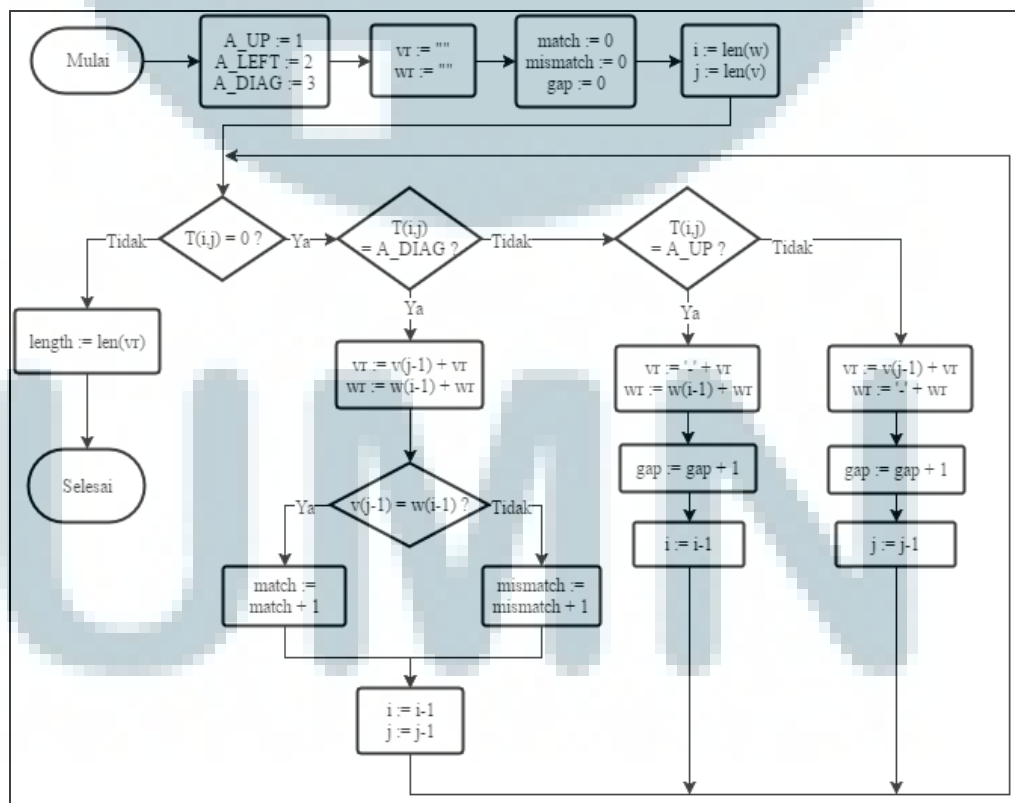 Mulai
A_UP := 1
A_LEFT := 2
A_DIAG := 3
vr := ""
wr := ""
match := 0
mismatch := 0
gap := 0
i := len(w)
j := len(v)
T(i,j) = 0 ?
Tidak
Ya
T(i,j)
= A_DIAG ?
Tidak
T(i,j)
= A_UP ?
Tidak
Ya
Ya
length := len(vr)
vr := v(j-1) + vr
wr := w(i-1) + wr
vr := '-' + vr
wr := w(i-1) + wr
vr := v(j-1) + vr
wr := '-' + wr
gap := gap + 1
gap := gap + 1
Selesai
Ya
v(j-1) = w(i-1) ?
Tidak
i := i-1
j := j-1
match :=
match + 1
mismatch :=
mismatch + 1
i := i-1
j := j-1
UMN